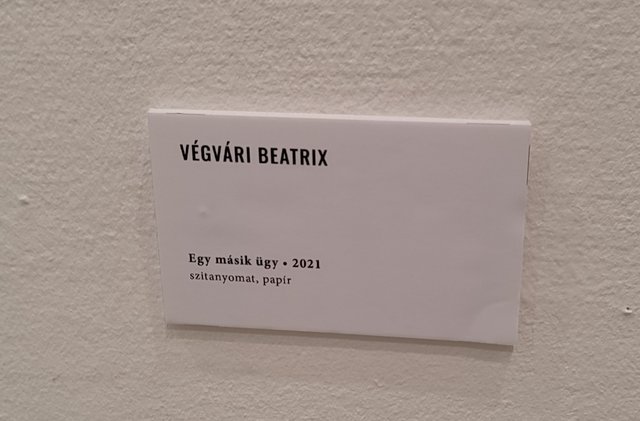 VÉGVÁRI BEATRIX
Egy másik ügy • 2021
szitanyomat, papír